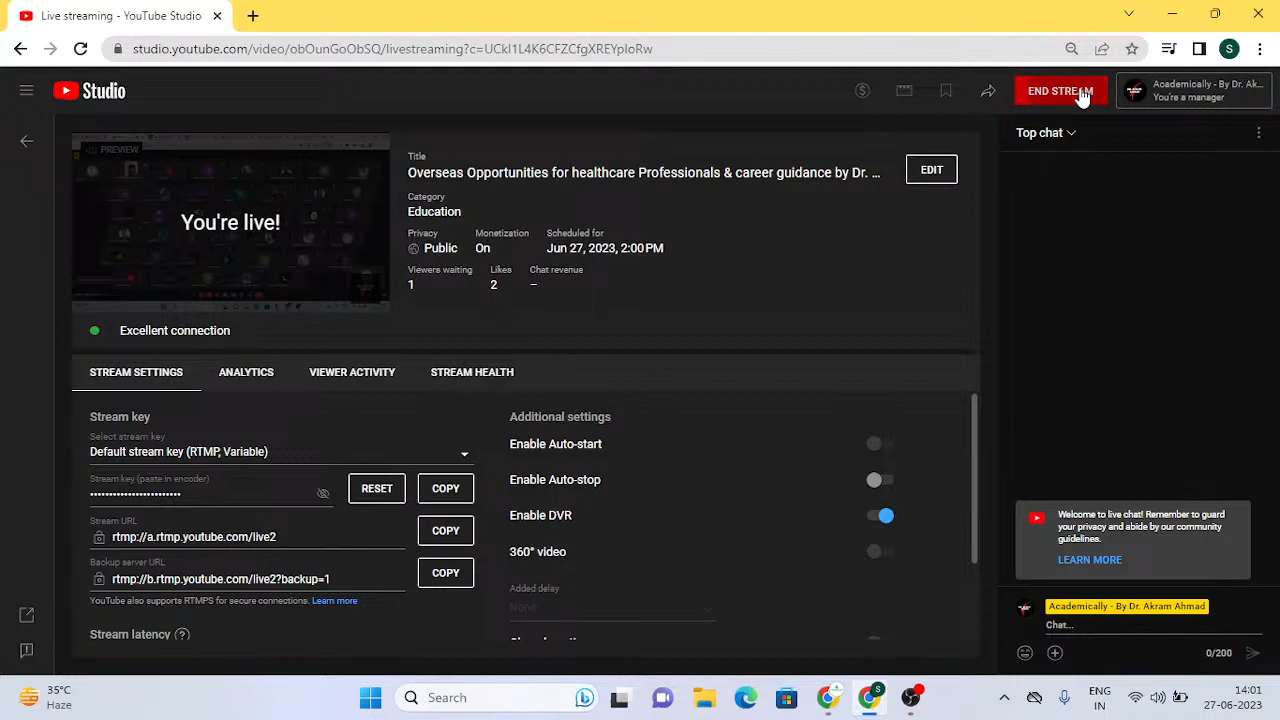 Live streaming - YouTube Studio
studio.youtube.com/video/obOunGoObSQ/livestreaming?c=UCkI1L4K6CFZCfgXREYpIoRw
S
Studio
END STREAM
Academically - By Dr. Ak...
You're a manager
PREVIEW
You're live!
Title
Overseas Opportunities for healthcare Professionals & career guidance by Dr. ...
EDIT
Category
Education
Privacy
Monetization
Scheduled for
Public
On
Jun 27, 2023, 2:00 PM
Viewers waiting
Likes
Chat revenue
1
2
–
Excellent connection
Top chat
STREAM SETTINGS
ANALYTICS
VIEWER ACTIVITY
STREAM HEALTH
Stream key
Select stream key
Default stream key (RTMP, Variable)
Stream key (paste in encoder)
••••••••••••••••••••••••
RESET
COPY
Stream URL
rtmp://a.rtmp.youtube.com/live2
COPY
Backup server URL
rtmp://b.rtmp.youtube.com/live2?backup=1
COPY
YouTube also supports RTMPS for secure connections. Learn more
Stream latency
Additional settings
Enable Auto-start
Enable Auto-stop
Enable DVR
360° video
Added delay
None
Welcome to live chat! Remember to guard
your privacy and abide by our community
guidelines.
LEARN MORE
Academically - By Dr. Akram Ahmad
Chat...
0/200
35°C
Haze
Search
S
ENG
IN
14:01
27-06-2023